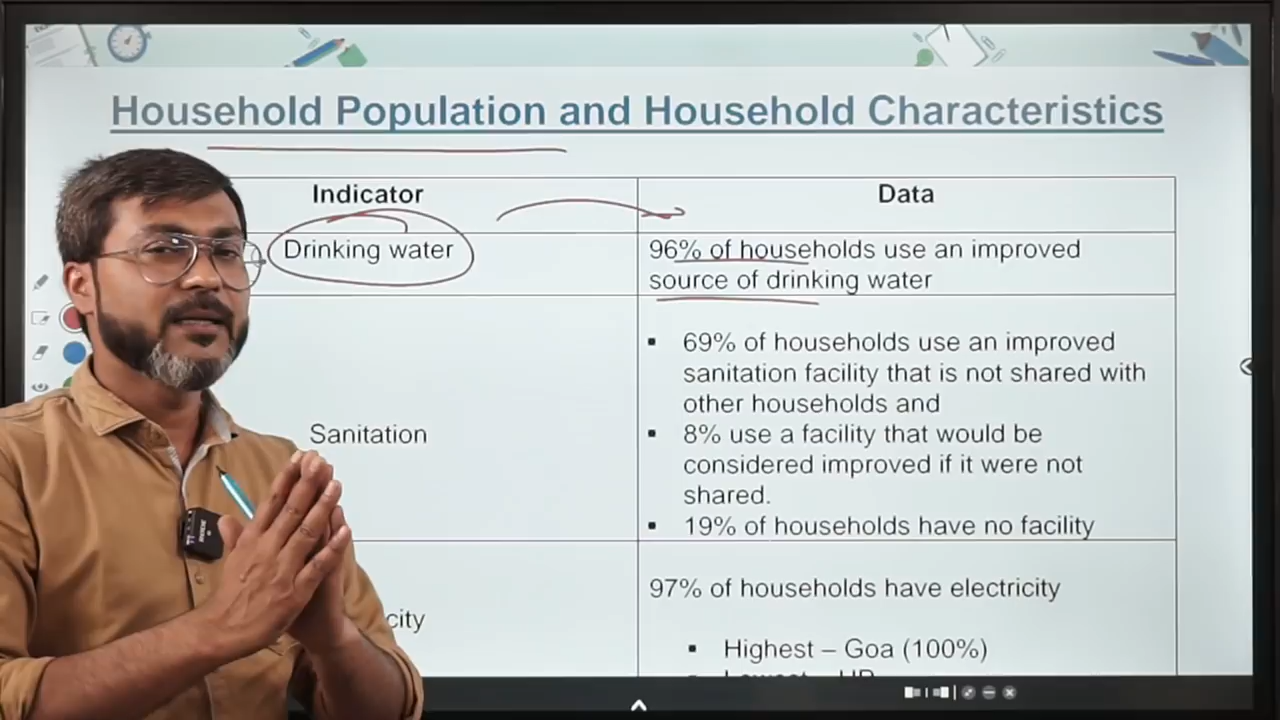 Household Population and Household Characteristics
Indicator
Data
Drinking water
96% of households use an improved
source of drinking water
Sanitation
▪ 69% of households use an improved
sanitation facility that is not shared with
other households and
▪ 8% use a facility that would be
considered improved if it were not
shared.
▪ 19% of households have no facility
city
97% of households have electricity
▪ Highest – Goa (100%)
Lowest – UP